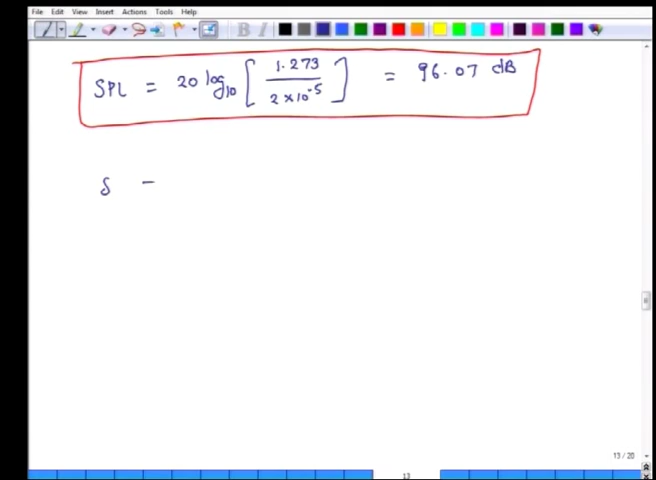 File Edit View Insert Actions Tools Help
B I
SPL = 20 log10 [ 1.273 / 2 × 10^-5 ] = 96.07 dB
S –
13 / 20
13